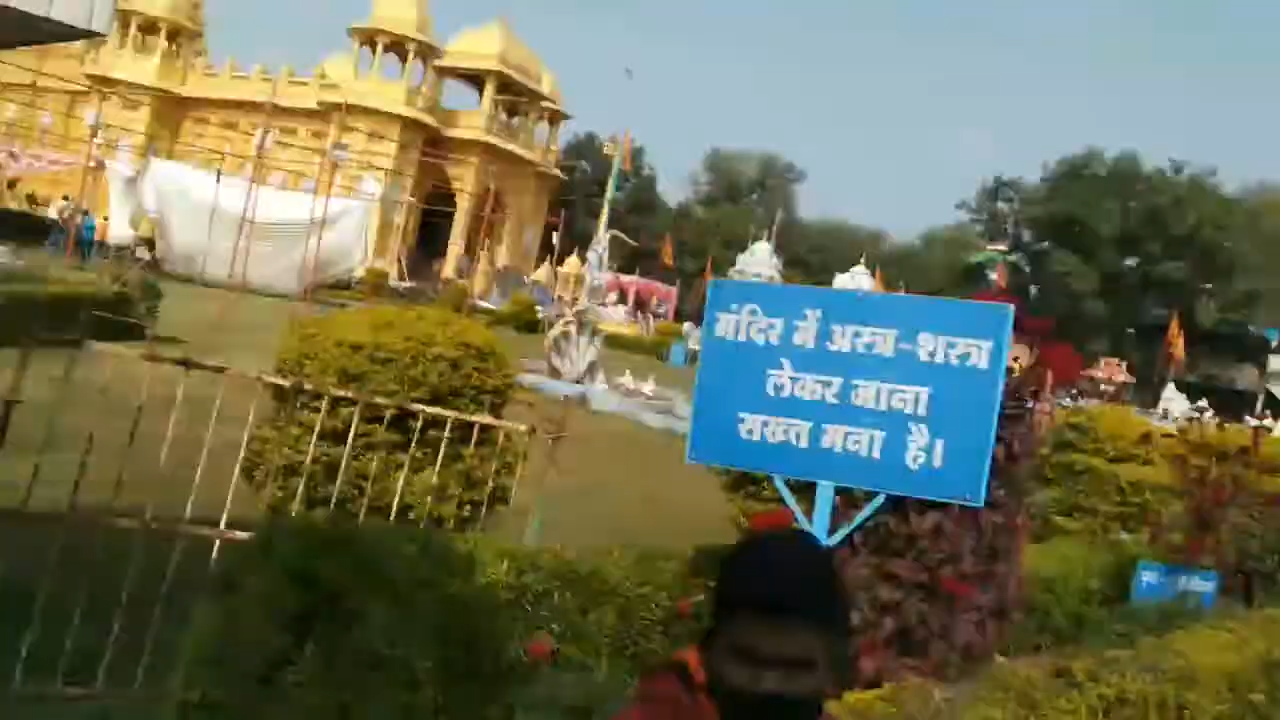 मंदिर में अस्त्र-शस्त्र
लेकर जाना
सख्त मना है।